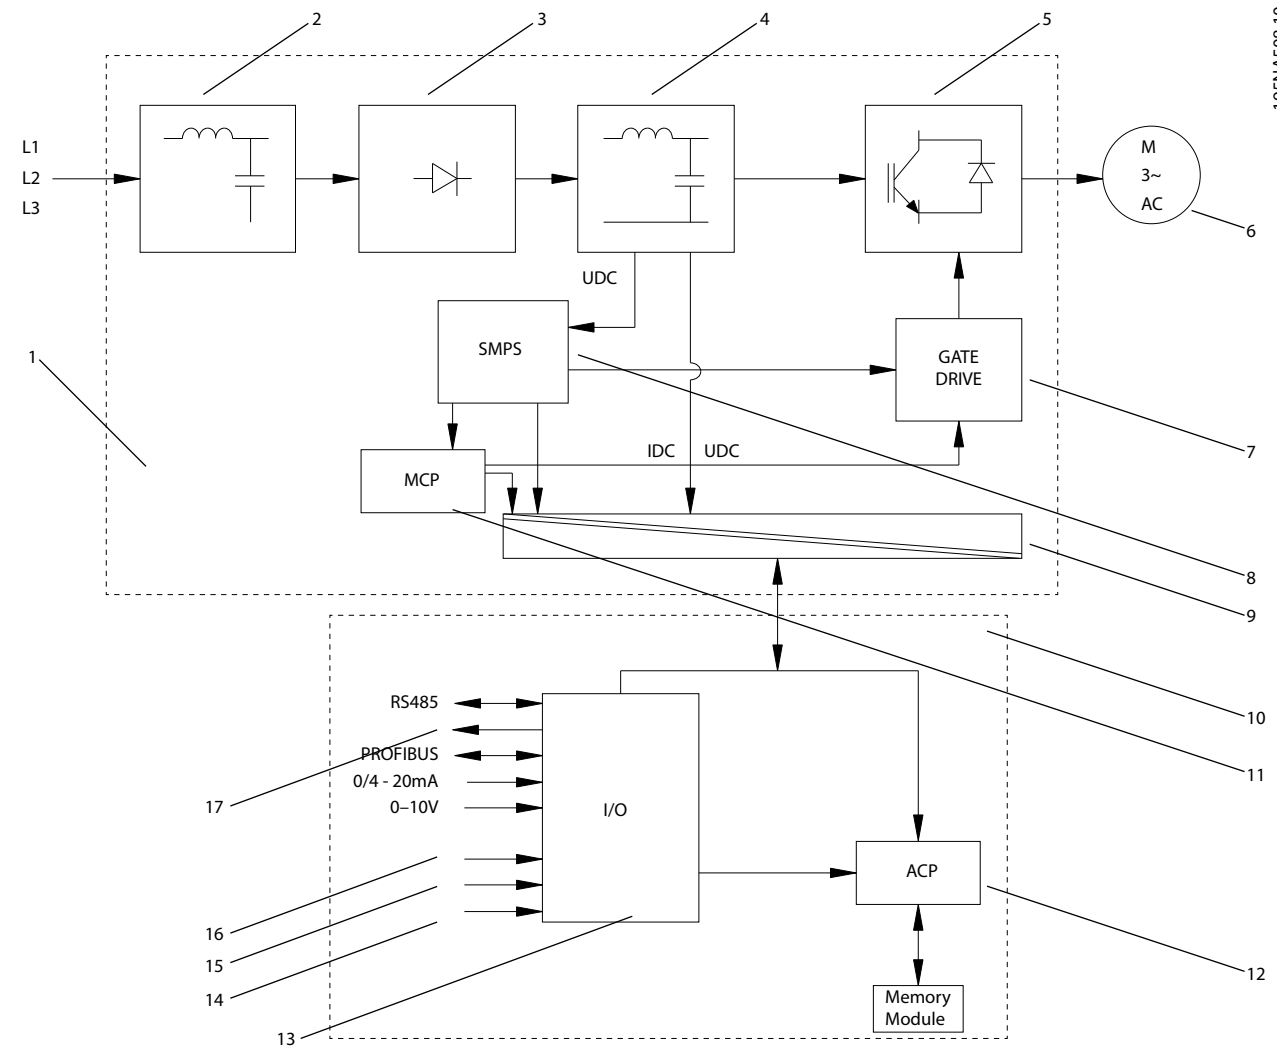 2
3
4
5
L1
L2
L3
M
3~
AC
6
UDC
SMPS
GATE
DRIVE
1
7
IDC
UDC
MCP
8
9
10
11
RS485
PROFIBUS
0/4 - 20mA
0–10V
17
I/O
ACP
16
15
14
12
Memory
Module
13